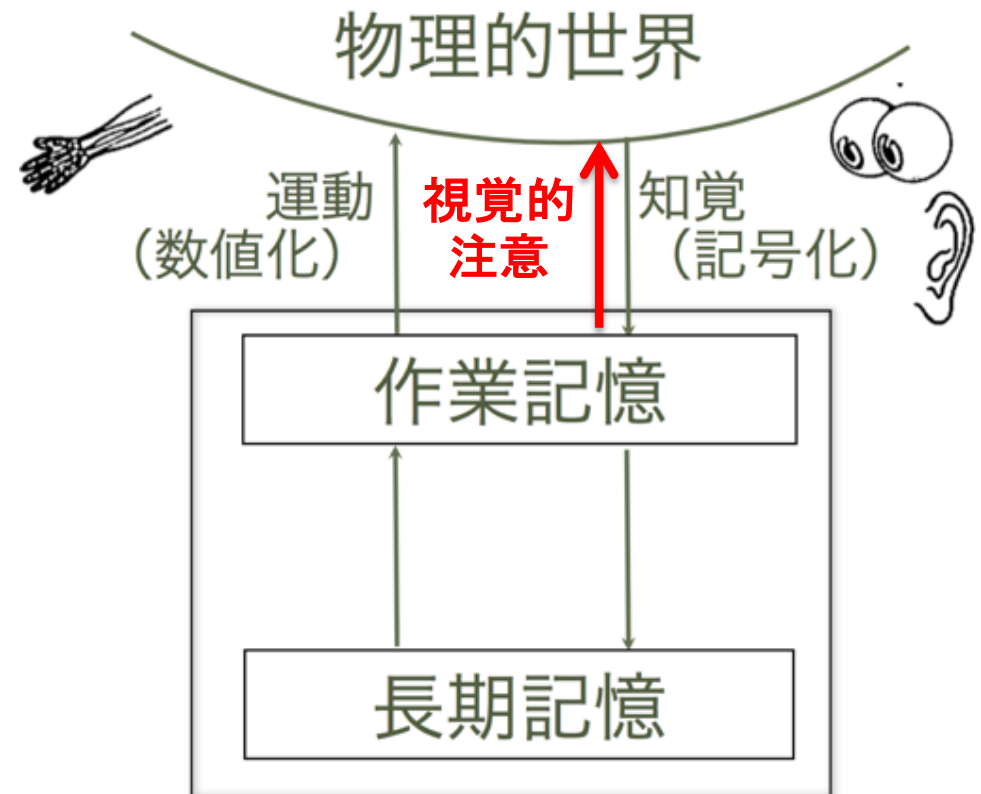 物理的世界
運動
（数値化）
視覚的
注意
知覚
（記号化）
作業記憶
長期記憶